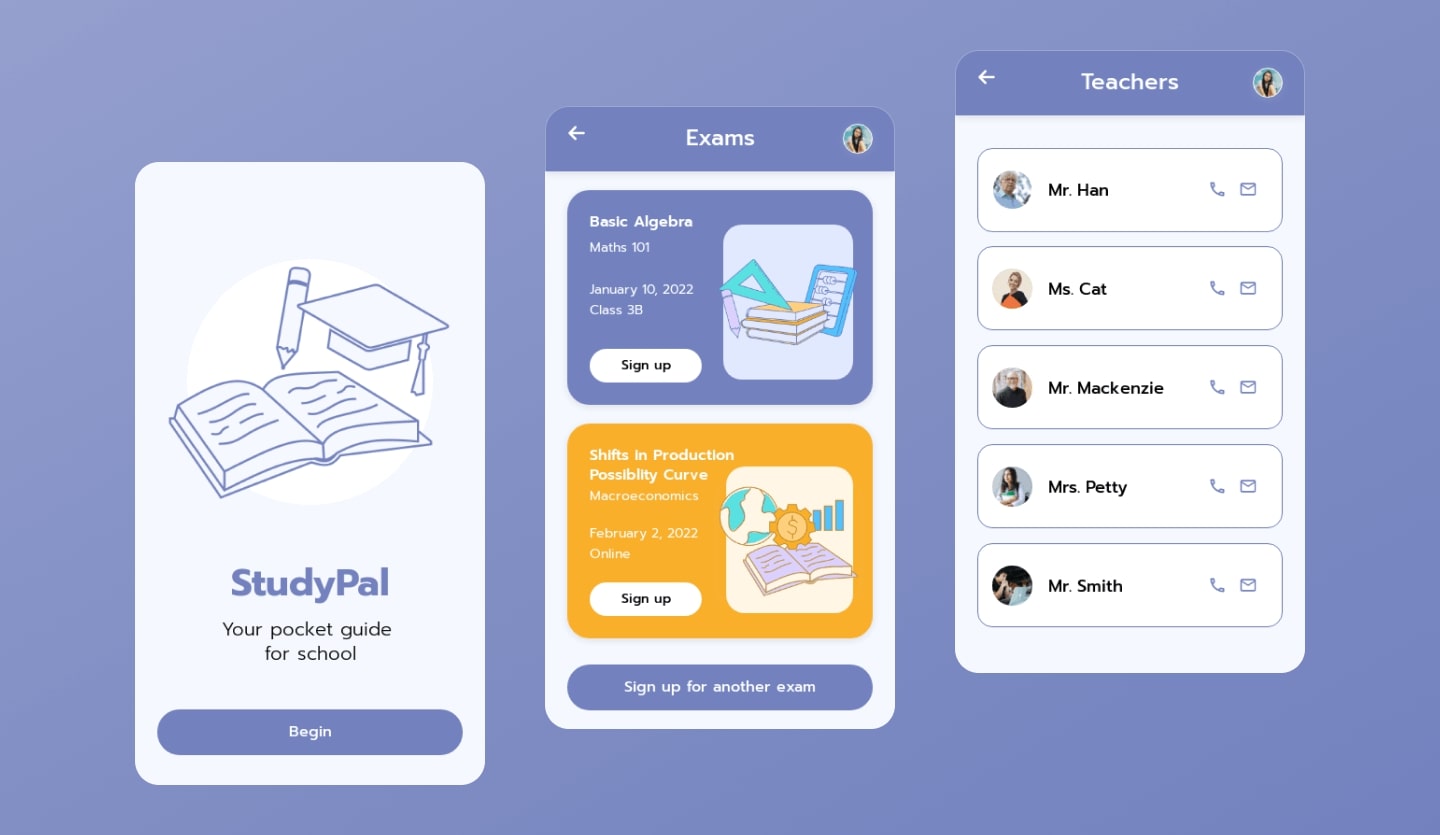 StudyPal
Your pocket guide
for school
Begin
Exams
Basic Algebra
Maths 101
January 10, 2022
Class 3B
Sign up
Shifts in Production
Possiblity Curve
Macroeconomics
February 2, 2022
Online
Sign up
Sign up for another exam
Teachers
Mr. Han
Ms. Cat
Mr. Mackenzie
Mrs. Petty
Mr. Smith